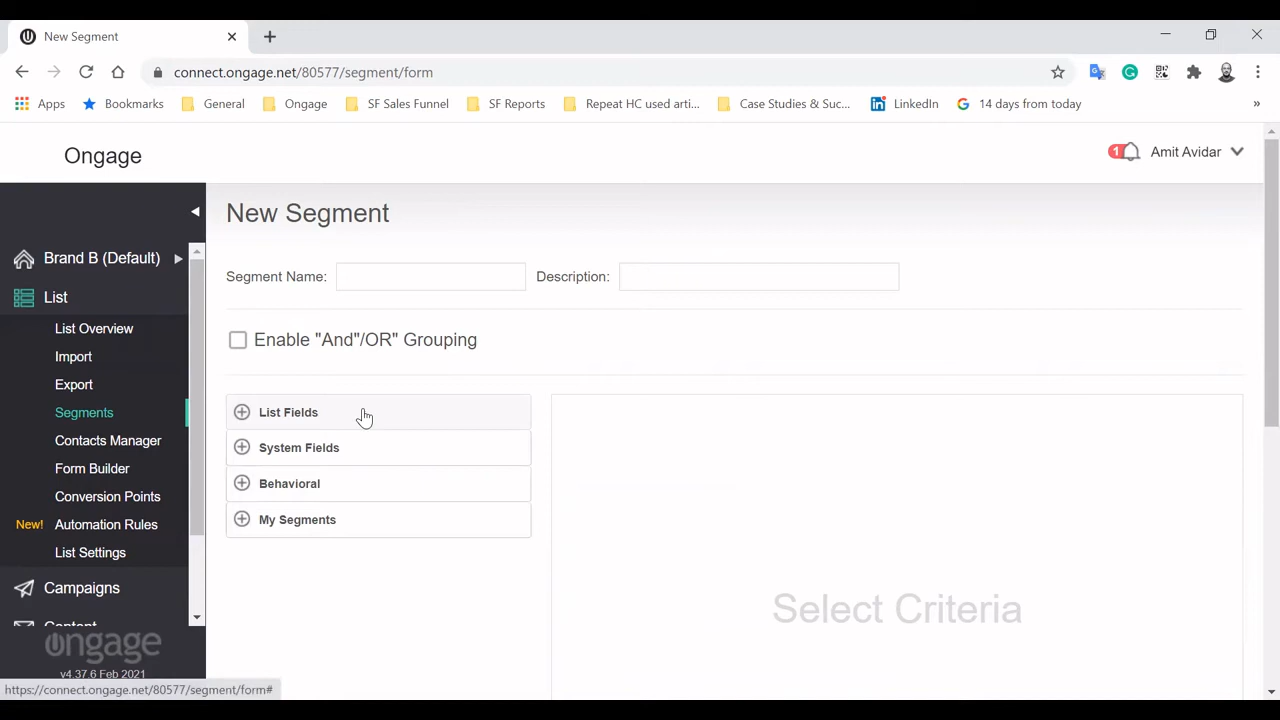 New Segment
connect.ongage.net/80577/segment/form
Apps Bookmarks General Ongage SF Sales Funnel SF Reports Repeat HC used arti... Case Studies & Suc... LinkedIn 14 days from today »
Ongage
1 Amit Avidar
New Segment
Brand B (Default)
Segment Name: Description:
List
List Overview
Enable "And"/OR" Grouping
Import
Export
Segments
List Fields
Contacts Manager
System Fields
Form Builder
Behavioral
Conversion Points
My Segments
New! Automation Rules
List Settings
Campaigns
Select Criteria
Content
ongage
v4.37.6 Feb 2021
https://connect.ongage.net/80577/segment/form#